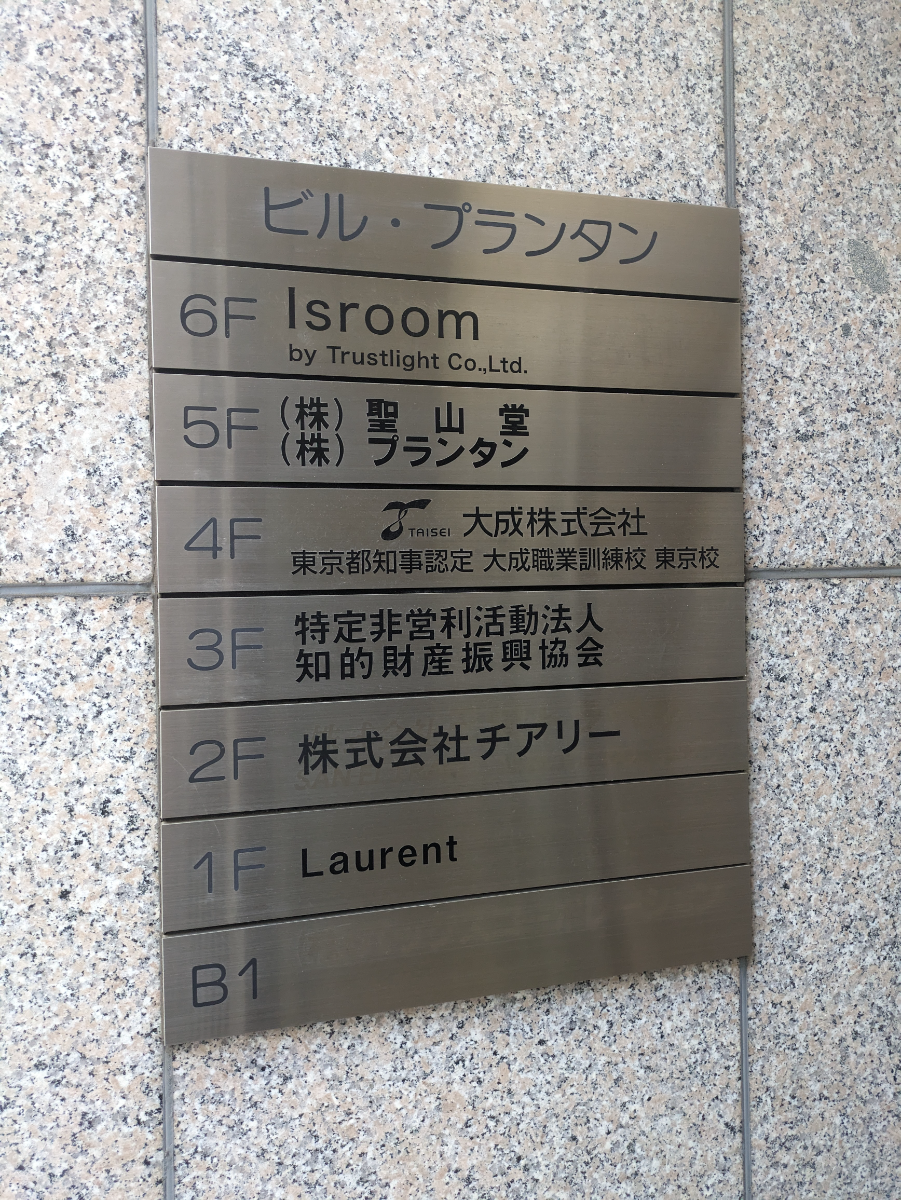 ビル・プランタン
6F Isroom
by Trustlight Co.,Ltd.
5F (株) 聖山堂
(株) プランタン
4F TAISEI 大成株式会社
東京都知事認定 大成職業訓練校 東京校
3F 特定非営利活動法人
知的財産振興協会
2F 株式会社チアリー
1F Laurent
B1